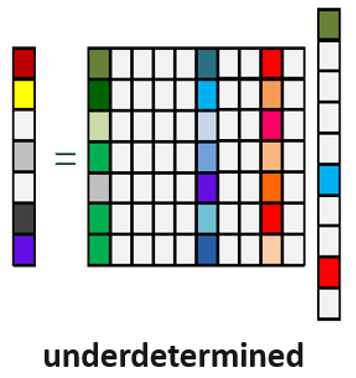 =
underdetermined